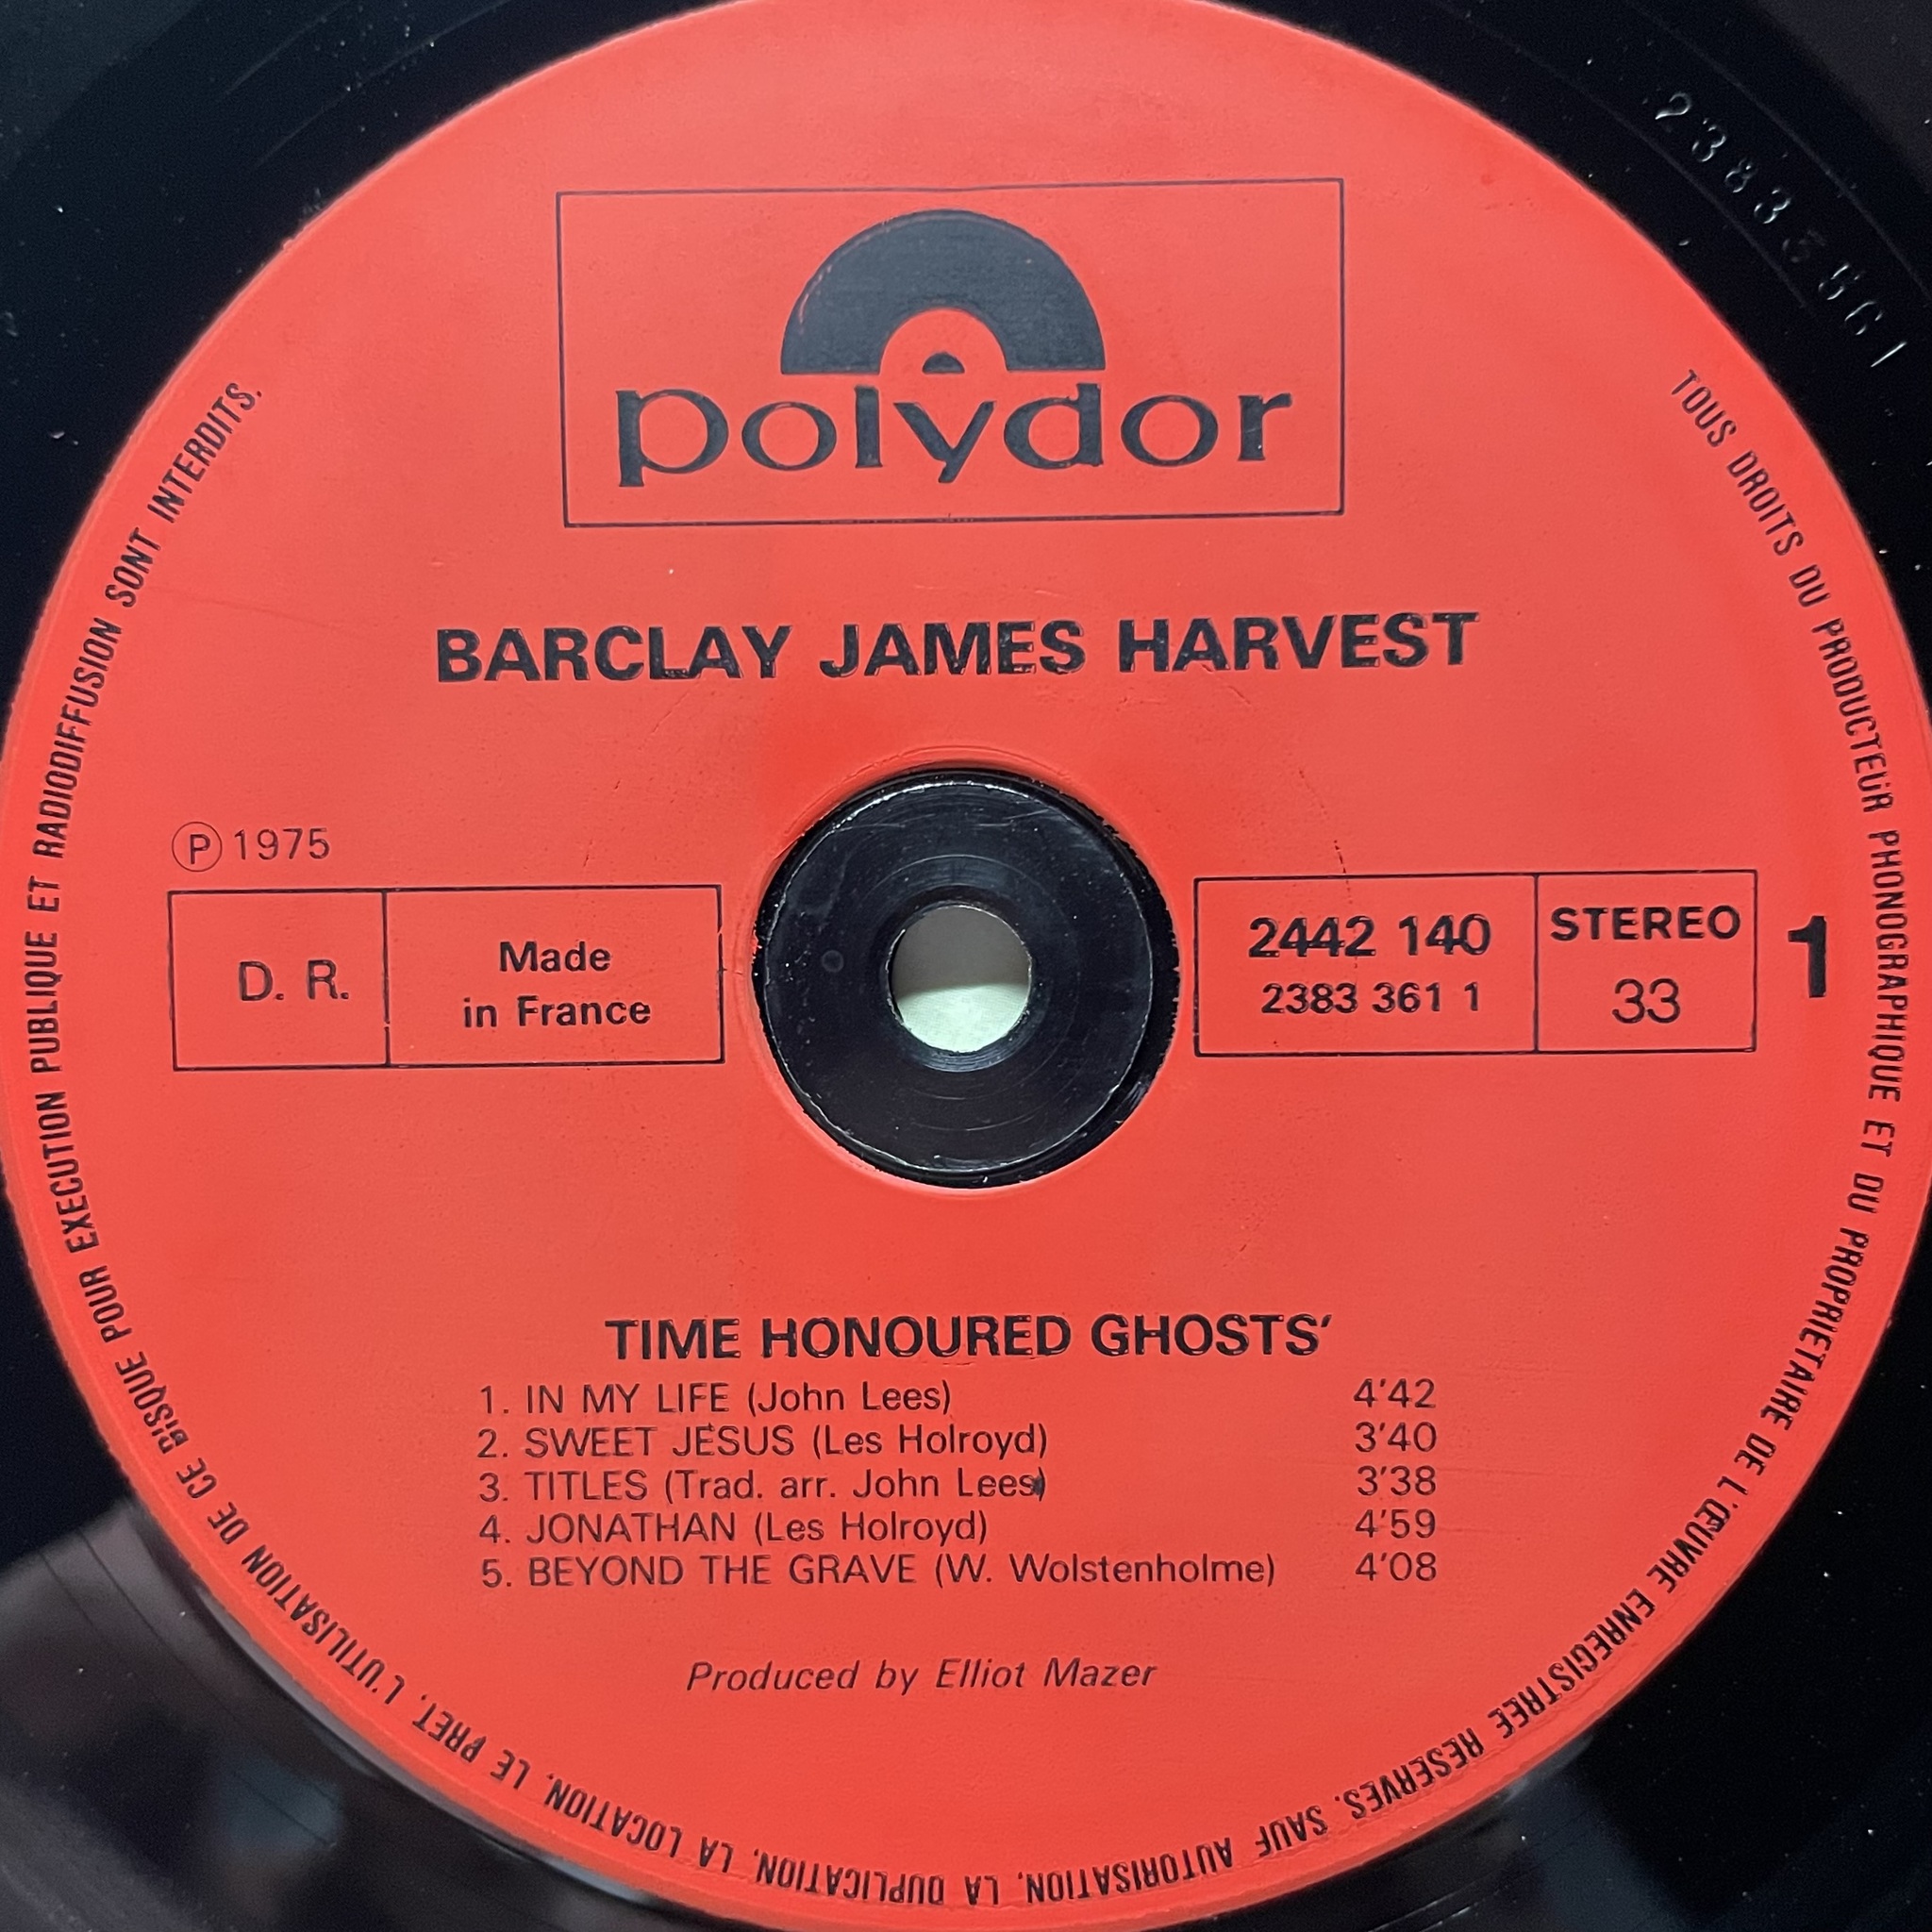 polydor
BARCLAY JAMES HARVEST
Ⓟ 1975
D. R.
Made
in France
2442 140
2383 361 1
STEREO
33
1
TIME HONOURED GHOSTS'
1. IN MY LIFE (John Lees) 4'42
2. SWEET JESUS (Les Holroyd) 3'40
3. TITLES (Trad. arr. John Lees) 3'38
4. JONATHAN (Les Holroyd) 4'59
5. BEYOND THE GRAVE (W. Wolstenholme) 4'08
Produced by Elliot Mazer
TOUS DROITS DU PRODUCTEUR PHONOGRAPHIQUE ET DU PROPRIETAIRE DE L'ŒUVRE ENREGISTREE RESERVES. SAUF AUTORISATION, LA DUPLICATION, LA LOCATION, LE PRET, L'UTILISATION DE CE DISQUE POUR EXECUTION PUBLIQUE ET RADIODIFFUSION SONT INTERDITS.